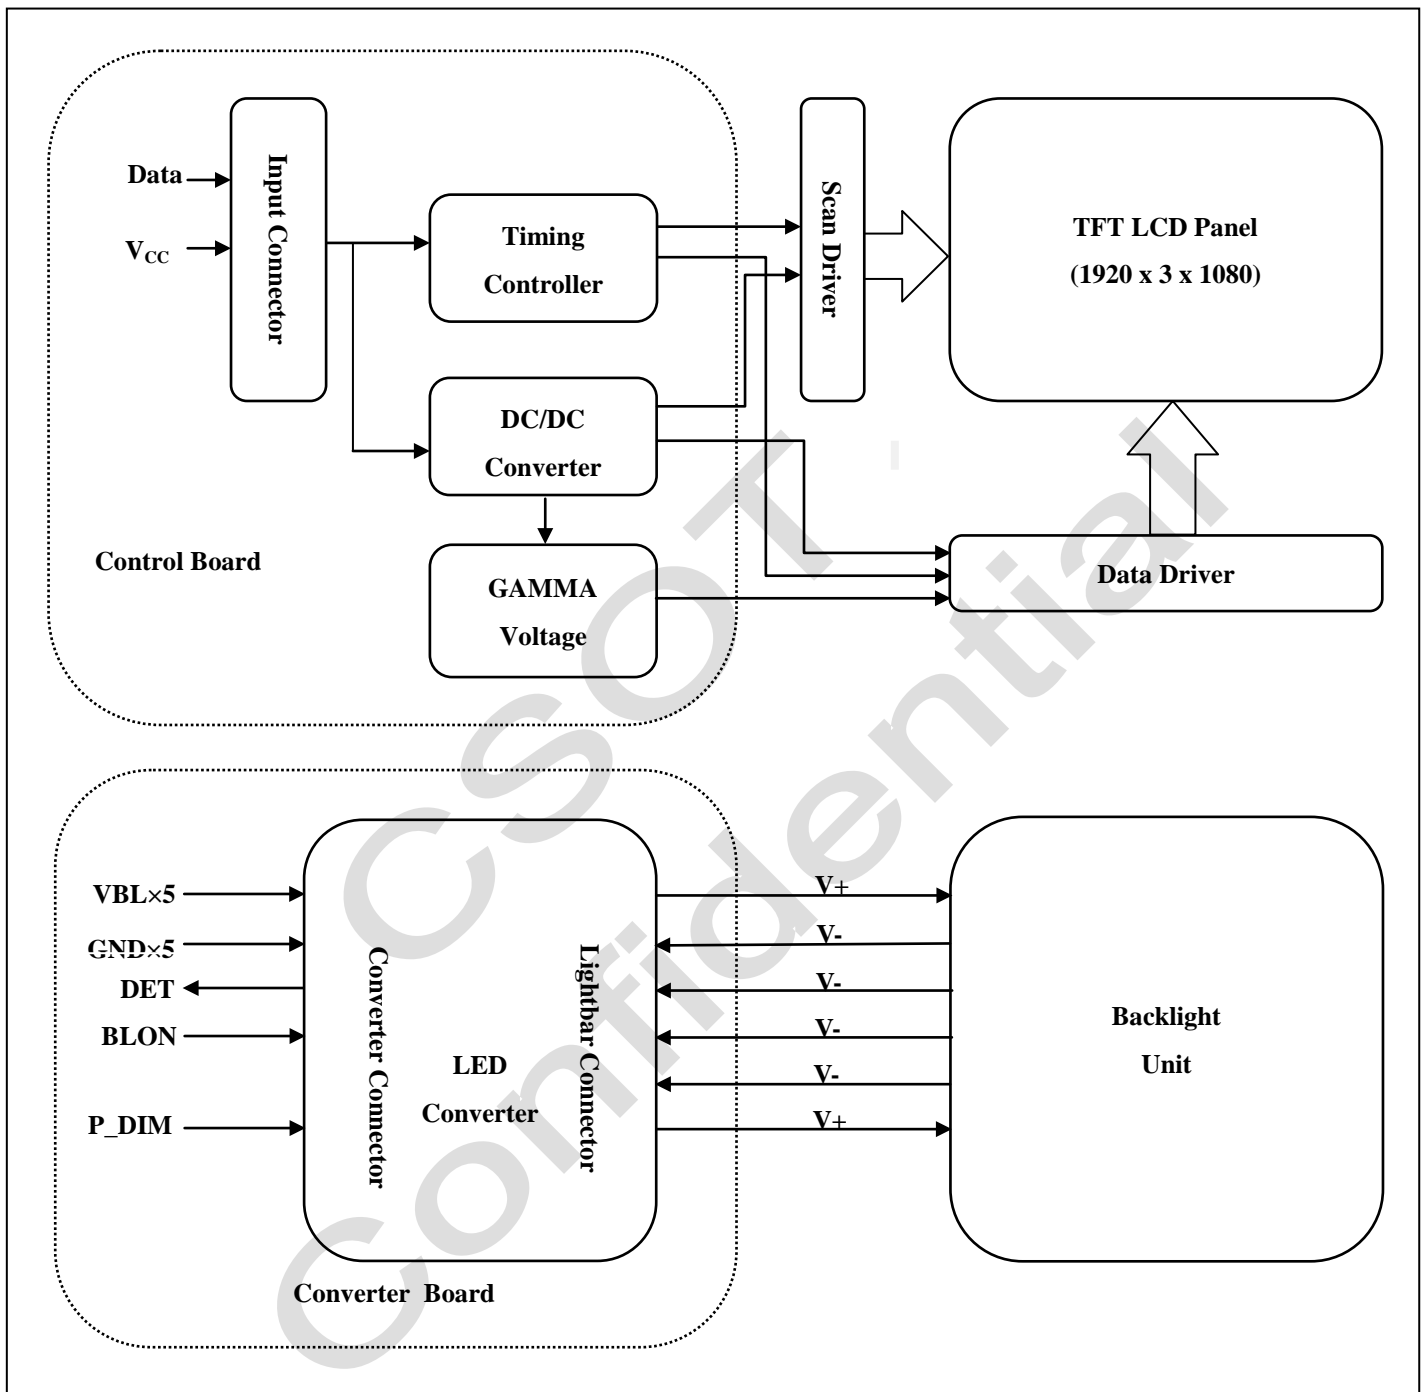 Data
V_CC
Input Connector
Timing
Controller
DC/DC
Converter
GAMMA
Voltage
Control Board
Scan Driver
TFT LCD Panel
(1920 x 3 x 1080)
Data Driver
VBL×5
GND×5
DET
BLON
P_DIM
Converter Connector
LED
Converter
Lightbar Connector
Converter Board
V+
V-
V-
V-
V-
V+
Backlight
Unit
CSOT
Confidential